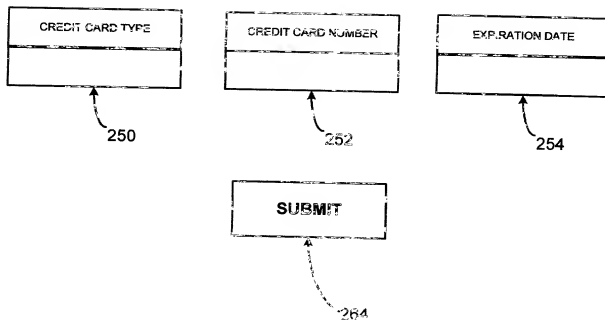 CREDIT CARD TYPE
CREDIT CARD NUMBER
EXPIRATION DATE
250
252
254
SUBMIT
264